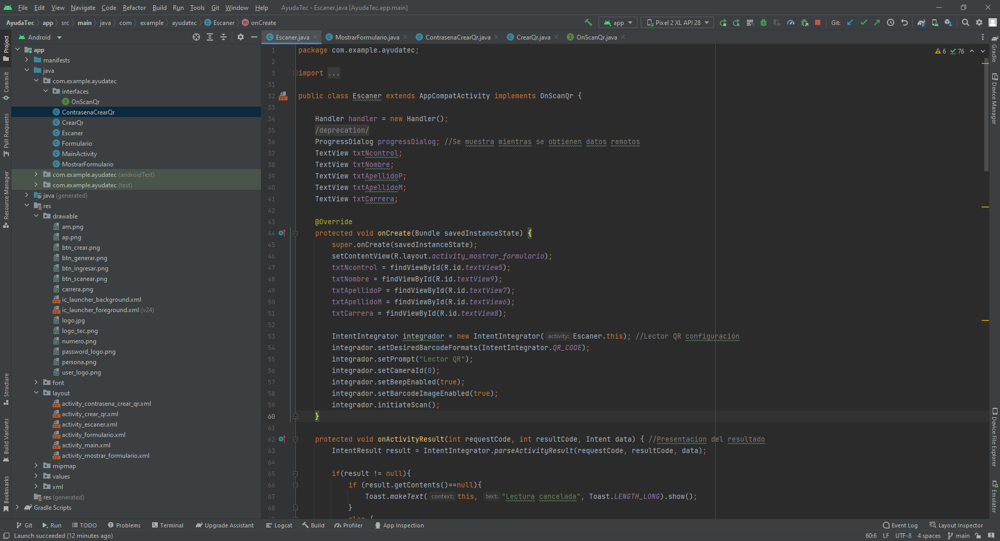 File Edit View Navigate Code Refactor Build Run Tools Git Window Help AyudaTec - Escaner.java [AyudaTec.app.main]
AyudaTec app src main java com example ayudatec Escaner onCreate app Pixel 2 XL API 28 Git:
Project
Commit
Pull Requests
Resource Manager
Structure
Build Variants
Bookmarks
Android
app
manifests
java
com.example.ayudatec
interfaces
OnScanQr
ContrasenaCrearQr
CrearQr
Escaner
Formulario
MainActivity
MostrarFormulario
com.example.ayudatec (androidTest)
com.example.ayudatec (test)
java (generated)
res
drawable
am.png
ap.png
btn_crear.png
btn_generar.png
btn_ingresar.png
btn_scanear.png
carrera.png
ic_launcher_background.xml
ic_launcher_foreground.xml (v24)
logo.jpg
logo_tec.png
numero.png
password_logo.png
persona.png
user_logo.png
font
layout
activity_contrasena_crear_qr.xml
activity_crear_qr.xml
activity_escaner.xml
activity_formulario.xml
activity_main.xml
activity_mostrar_formulario.xml
mipmap
values
xml
res (generated)
Gradle Scripts
Escaner.java MostrarFormulario.java ContrasenaCrearQr.java CrearQr.java OnScanQr.java
6 76
1 package com.example.ayudatec;
2
3 import ...
31
32 public class Escaner extends AppCompatActivity implements OnScanQr {
33
34 Handler handler = new Handler();
35 /deprecation/
36 ProgressDialog progressDialog; //Se muestra mientras se obtienen datos remotos
37 TextView txtNcontrol;
38 TextView txtNombre;
39 TextView txtApellidoP;
40 TextView txtApellidoM;
41 TextView txtCarrera;
42
43 @Override
44 protected void onCreate(Bundle savedInstanceState) {
45 super.onCreate(savedInstanceState);
46 setContentView(R.layout.activity_mostrar_formulario);
47 txtNcontrol = findViewById(R.id.textView5);
48 txtNombre = findViewById(R.id.textView9);
49 txtApellidoP = findViewById(R.id.textView7);
50 txtApellidoM = findViewById(R.id.textView6);
51 txtCarrera = findViewById(R.id.textView8);
52
53 IntentIntegrator integrador = new IntentIntegrator( activity: Escaner.this); //Lector QR configuración
54 integrador.setDesiredBarcodeFormats(IntentIntegrator.QR_CODE);
55 integrador.setPrompt("Lector QR");
56 integrador.setCameraId(0);
57 integrador.setBeepEnabled(true);
58 integrador.setBarcodeImageEnabled(true);
59 integrador.initiateScan();
60 }
61
62 protected void onActivityResult(int requestCode, int resultCode, Intent data) { //Presentacion del resultado
63 IntentResult result = IntentIntegrator.parseActivityResult(requestCode, resultCode, data);
64
65 if(result != null){
66 if (result.getContents()==null){
67 Toast.makeText( context: this, text: "Lectura cancelada", Toast.LENGTH_LONG).show();
68 }
69 else {
Gradle
Device Manager
Device File Explorer
Emulator
Git Run TODO Problems Terminal Upgrade Assistant Logcat Build Profiler App Inspection Event Log Layout Inspector
Launch succeeded (12 minutes ago) 60:6 LF UTF-8 4 spaces main